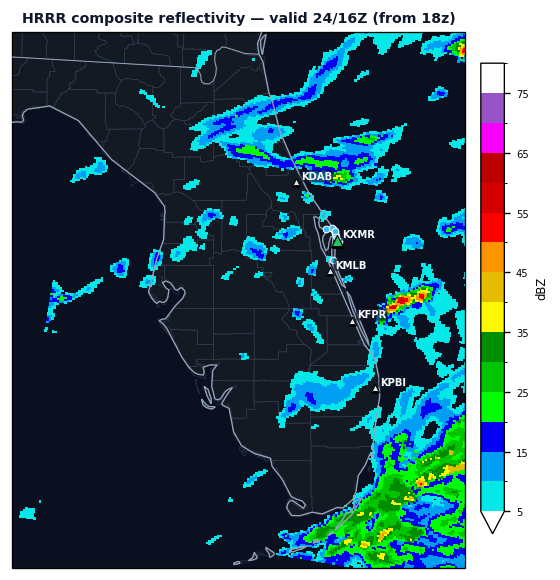 HRRR composite reflectivity — valid 24/16Z (from 18z)
75
65
55
45
35
25
15
5
dBZ
KDAB
KXMR
KMLB
KFPR
KPBI